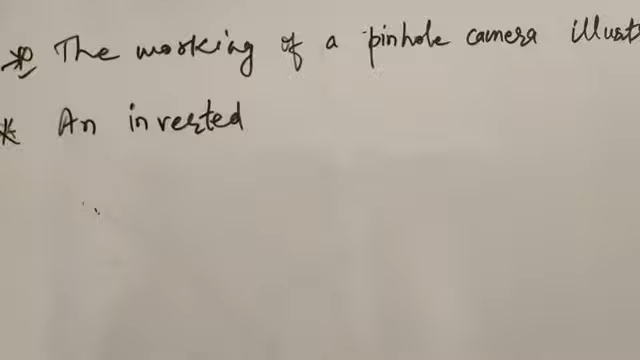 * The working of a pinhole camera illust
* An inverted